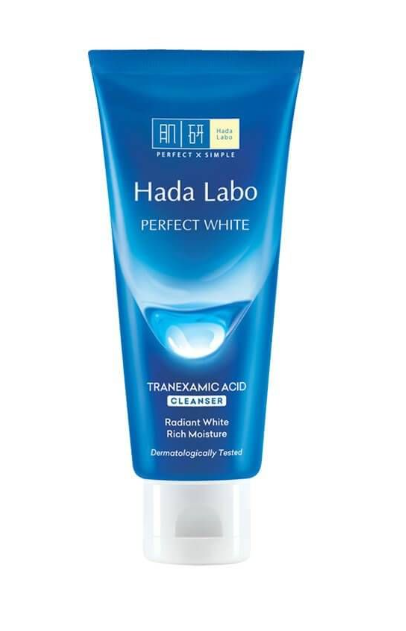 肌研
Hada
Labo
PERFECT X SIMPLE
Hada Labo
PERFECT WHITE
TRANEXAMIC ACID
CLEANSER
Radiant White
Rich Moisture
Dermatologically Tested